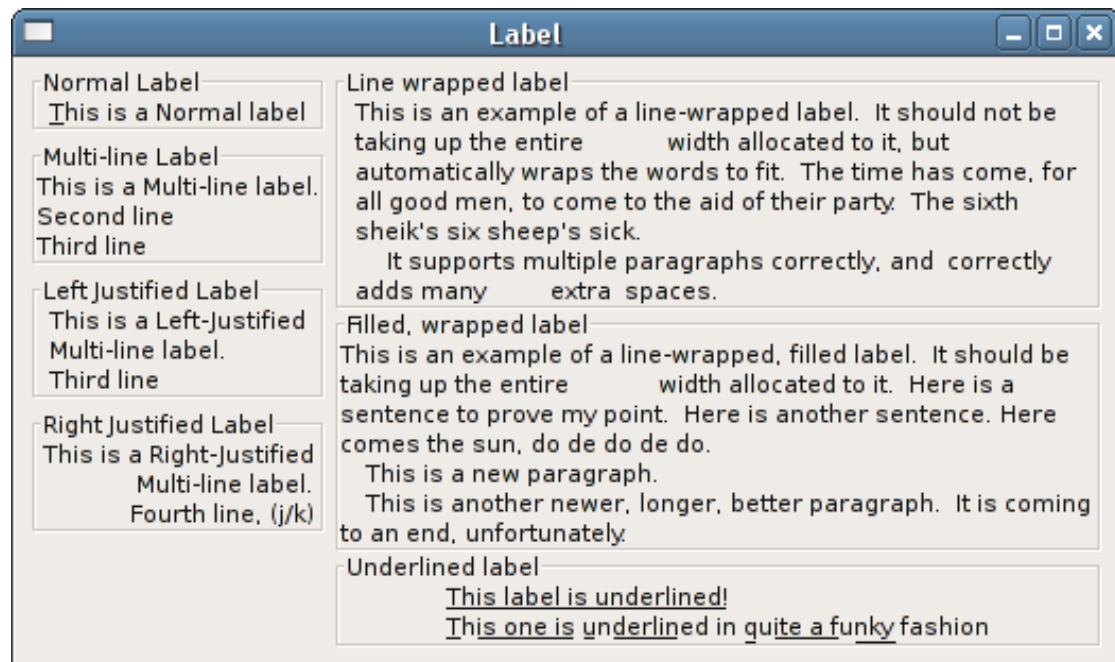 Label
Normal Label
This is a Normal label
Multi-line Label
This is a Multi-line label.
Second line
Third line
Left Justified Label
This is a Left-Justified
Multi-line label.
Third line
Right Justified Label
This is a Right-Justified
Multi-line label.
Fourth line, (j/k)
Line wrapped label
This is an example of a line-wrapped label.  It should not be
taking up the entire             width allocated to it, but
automatically wraps the words to fit.  The time has come, for
all good men, to come to the aid of their party.  The sixth
sheik's six sheep's sick.
     It supports multiple paragraphs correctly, and  correctly
adds many          extra  spaces.
Filled, wrapped label
This is an example of a line-wrapped, filled label.  It should be
taking up the entire              width allocated to it.  Here is a
sentence to prove my point.  Here is another sentence. Here
comes the sun, do de do de do.
    This is a new paragraph.
    This is another newer, longer, better paragraph.  It is coming
to an end, unfortunately.
Underlined label
This label is underlined!
This one is underlined in quite a funky fashion